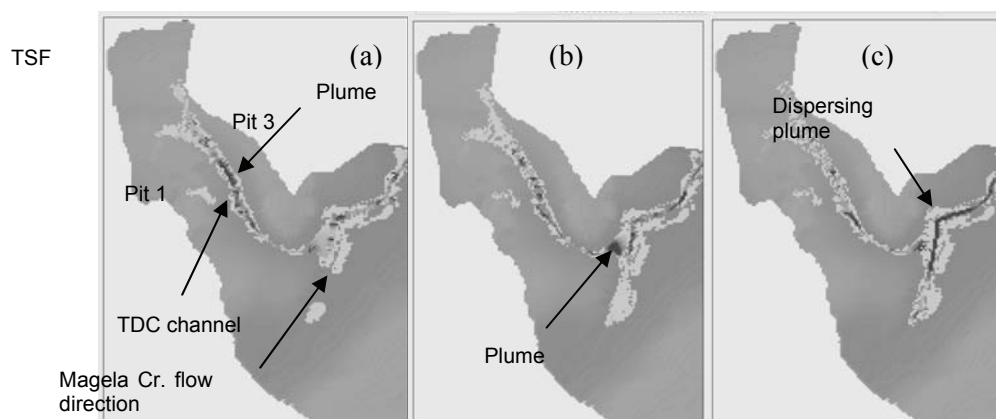 TSF
(a)
(b)
(c)
Plume
Dispersing
plume
Pit 3
Pit 1
TDC channel
Plume
Magela Cr. flow
direction